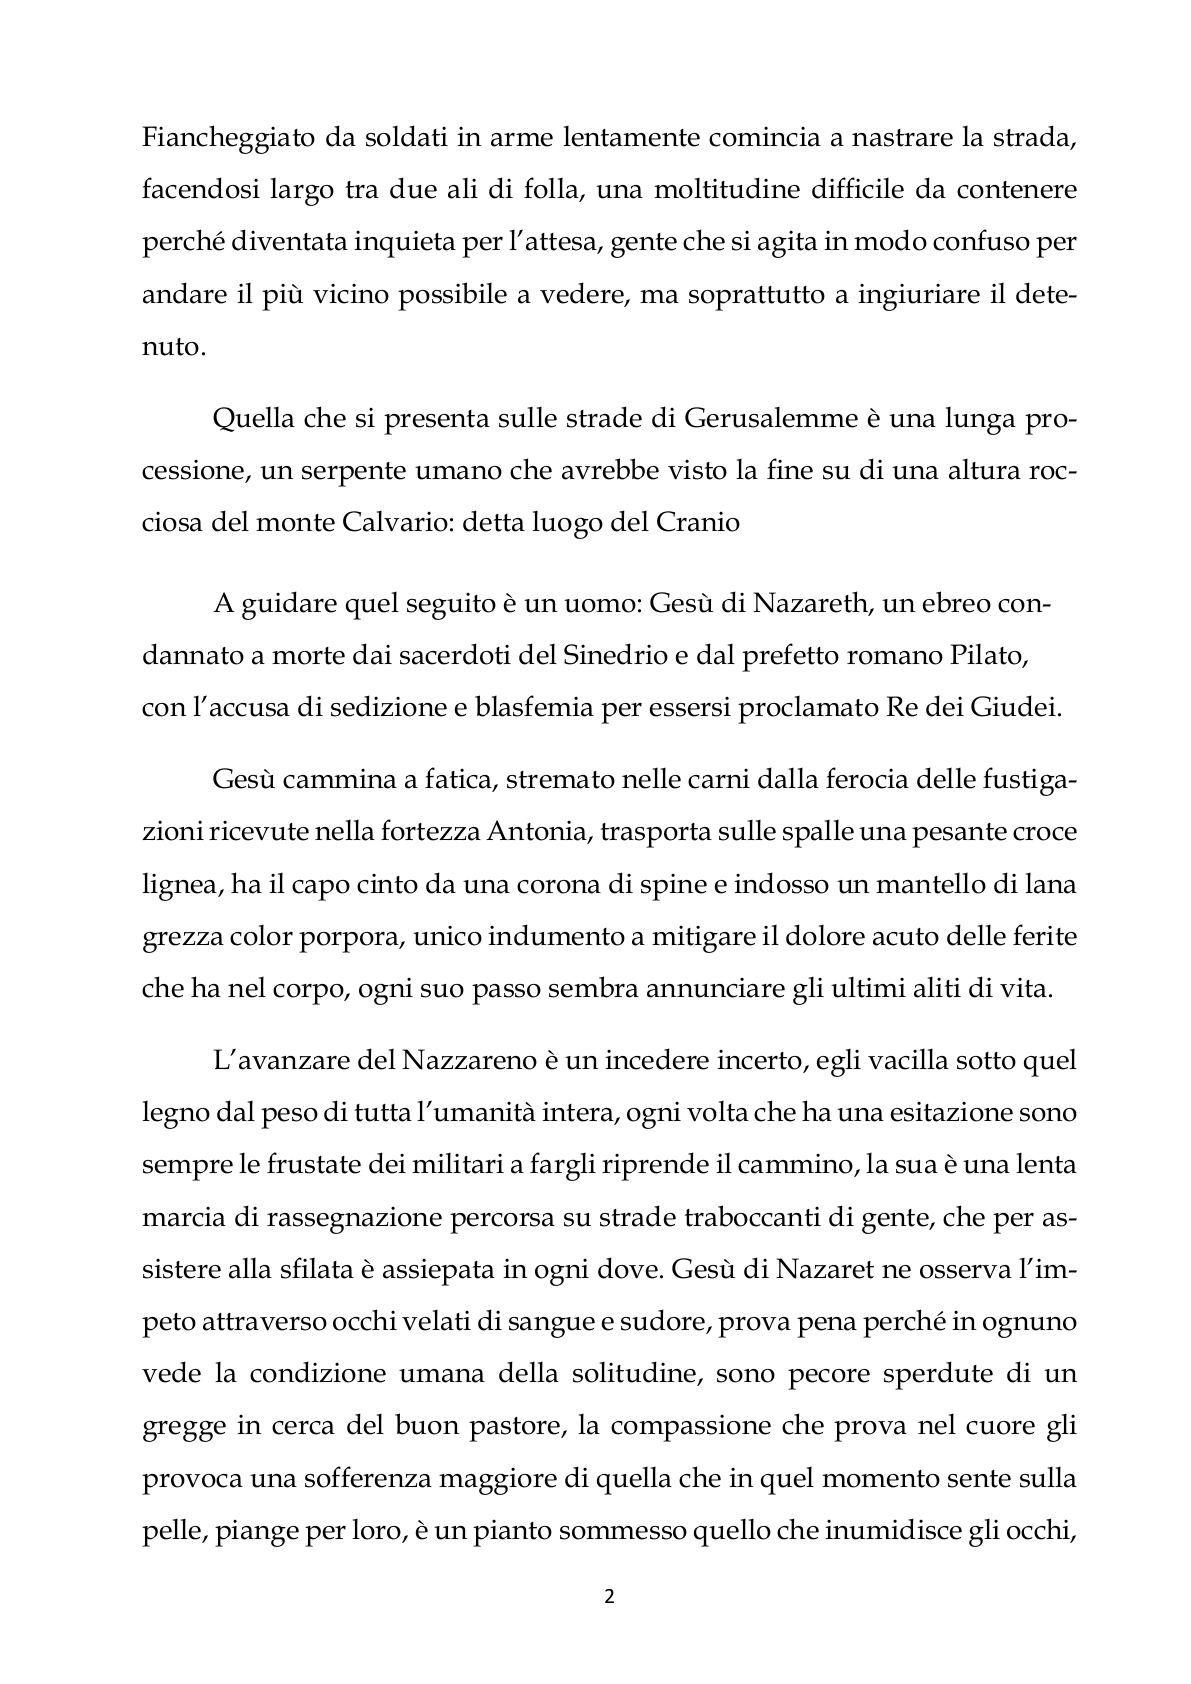 Fiancheggiato da soldati in arme lentamente comincia a nastrare la strada,
facendosi largo tra due ali di folla, una moltitudine difficile da contenere
perché diventata inquieta per l’attesa, gente che si agita in modo confuso per
andare il più vicino possibile a vedere, ma soprattutto a ingiuriare il dete-
nuto.
Quella che si presenta sulle strade di Gerusalemme è una lunga pro-
cessione, un serpente umano che avrebbe visto la fine su di una altura roc-
ciosa del monte Calvario: detta luogo del Cranio
A guidare quel seguito è un uomo: Gesù di Nazareth, un ebreo con-
dannato a morte dai sacerdoti del Sinedrio e dal prefetto romano Pilato,
con l’accusa di sedizione e blasfemia per essersi proclamato Re dei Giudei.
Gesù cammina a fatica, stremato nelle carni dalla ferocia delle fustiga-
zioni ricevute nella fortezza Antonia, trasporta sulle spalle una pesante croce
lignea, ha il capo cinto da una corona di spine e indosso un mantello di lana
grezza color porpora, unico indumento a mitigare il dolore acuto delle ferite
che ha nel corpo, ogni suo passo sembra annunciare gli ultimi aliti di vita.
L’avanzare del Nazzareno è un incedere incerto, egli vacilla sotto quel
legno dal peso di tutta l’umanità intera, ogni volta che ha una esitazione sono
sempre le frustate dei militari a fargli riprende il cammino, la sua è una lenta
marcia di rassegnazione percorsa su strade traboccanti di gente, che per as-
sistere alla sfilata è assiepata in ogni dove. Gesù di Nazaret ne osserva l’im-
peto attraverso occhi velati di sangue e sudore, prova pena perché in ognuno
vede la condizione umana della solitudine, sono pecore sperdute di un
gregge in cerca del buon pastore, la compassione che prova nel cuore gli
provoca una sofferenza maggiore di quella che in quel momento sente sulla
pelle, piange per loro, è un pianto sommesso quello che inumidisce gli occhi,
2